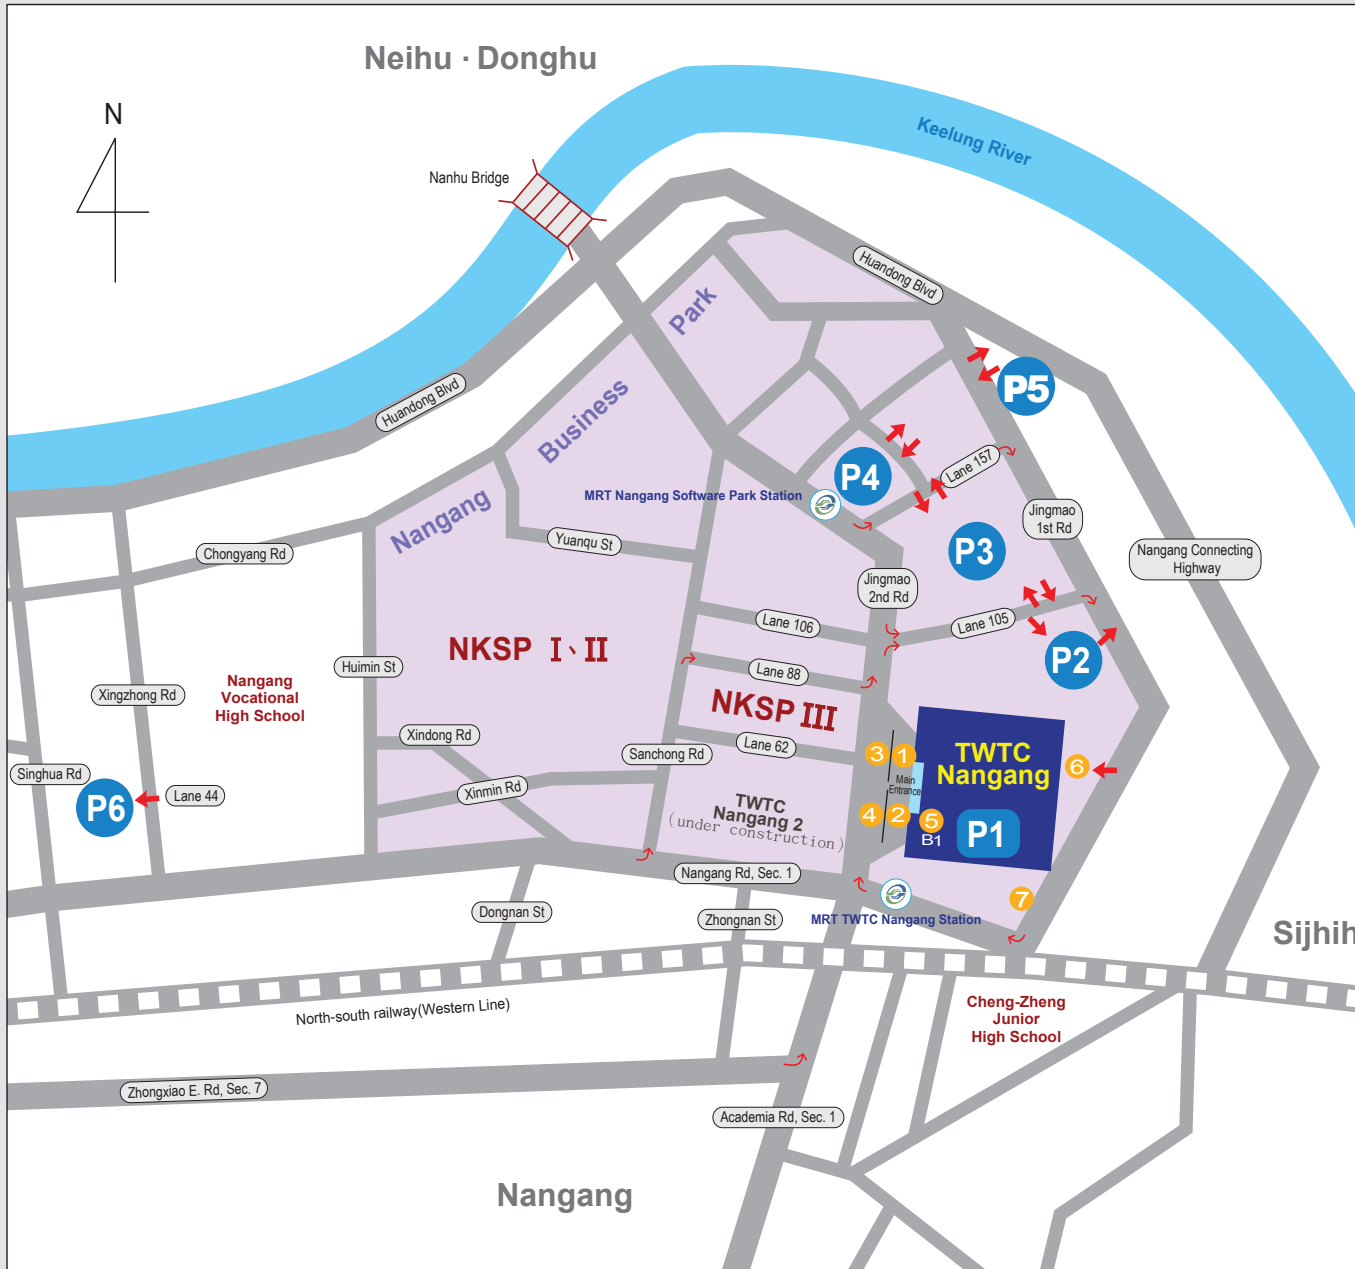 Neihu · Donghu
N
Keelung River
Nanhu Bridge
Huandong Blvd
Park
Huandong Blvd
Business
P5
Nangang
P4
Lane 157
MRT Nangang Software Park Station
Jingmao
1st Rd
Chongyang Rd
Yuanqu St
P3
Nangang Connecting
Highway
Jingmao
2nd Rd
Lane 106
Lane 105
NKSP I、II
Huimin St
P2
Lane 88
Nangang
Vocational
High School
Xingzhong Rd
NKSP III
Xindong Rd
Sanchong Rd
Lane 62
3
1
TWTC
Nangang
6
Main
Entrance
Singhua Rd
P6
Lane 44
Xinmin Rd
TWTC
Nangang 2
(under construction)
4
2
5
B1
P1
Nangang Rd, Sec. 1
7
Dongnan St
Zhongnan St
MRT TWTC Nangang Station
Sijhih
North-south railway(Western Line)
Cheng-Zheng
Junior
High School
Zhongxiao E. Rd, Sec. 7
Academia Rd, Sec. 1
Nangang